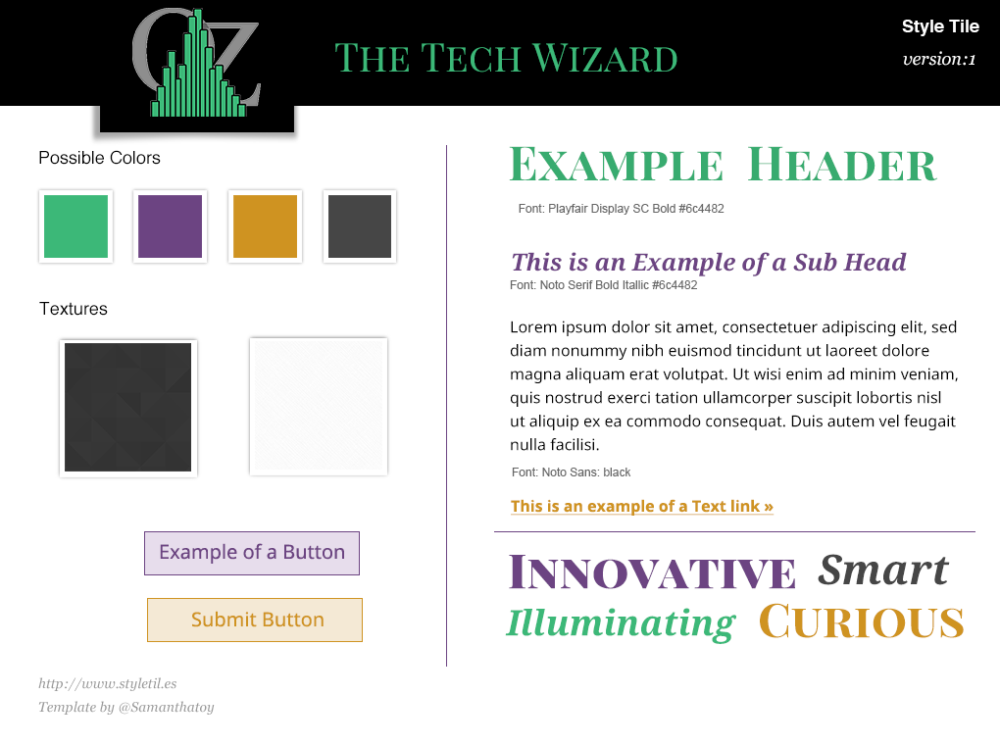 OZ
The Tech Wizard
Style Tile
version:1
Possible Colors
Textures
Example of a Button
Submit Button
http://www.styletil.es
Template by @Samanthatoy
Example Header
Font: Playfair Display SC Bold #6c4482
This is an Example of a Sub Head
Font: Noto Serif Bold Itallic #6c4482
Lorem ipsum dolor sit amet, consectetuer adipiscing elit, sed
diam nonummy nibh euismod tincidunt ut laoreet dolore
magna aliquam erat volutpat. Ut wisi enim ad minim veniam,
quis nostrud exerci tation ullamcorper suscipit lobortis nisl
ut aliquip ex ea commodo consequat. Duis autem vel feugait
nulla facilisi.
Font: Noto Sans: black
This is an example of a Text link »
Innovative Smart
Illuminating Curious